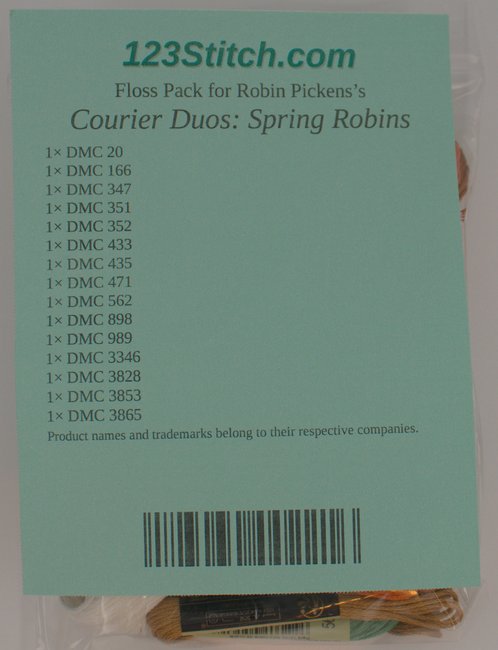 123Stitch.com
Floss Pack for Robin Pickens's
Courier Duos: Spring Robins
1× DMC 20
1× DMC 166
1× DMC 347
1× DMC 351
1× DMC 352
1× DMC 433
1× DMC 435
1× DMC 471
1× DMC 562
1× DMC 898
1× DMC 989
1× DMC 3346
1× DMC 3828
1× DMC 3853
1× DMC 3865
Product names and trademarks belong to their respective companies.